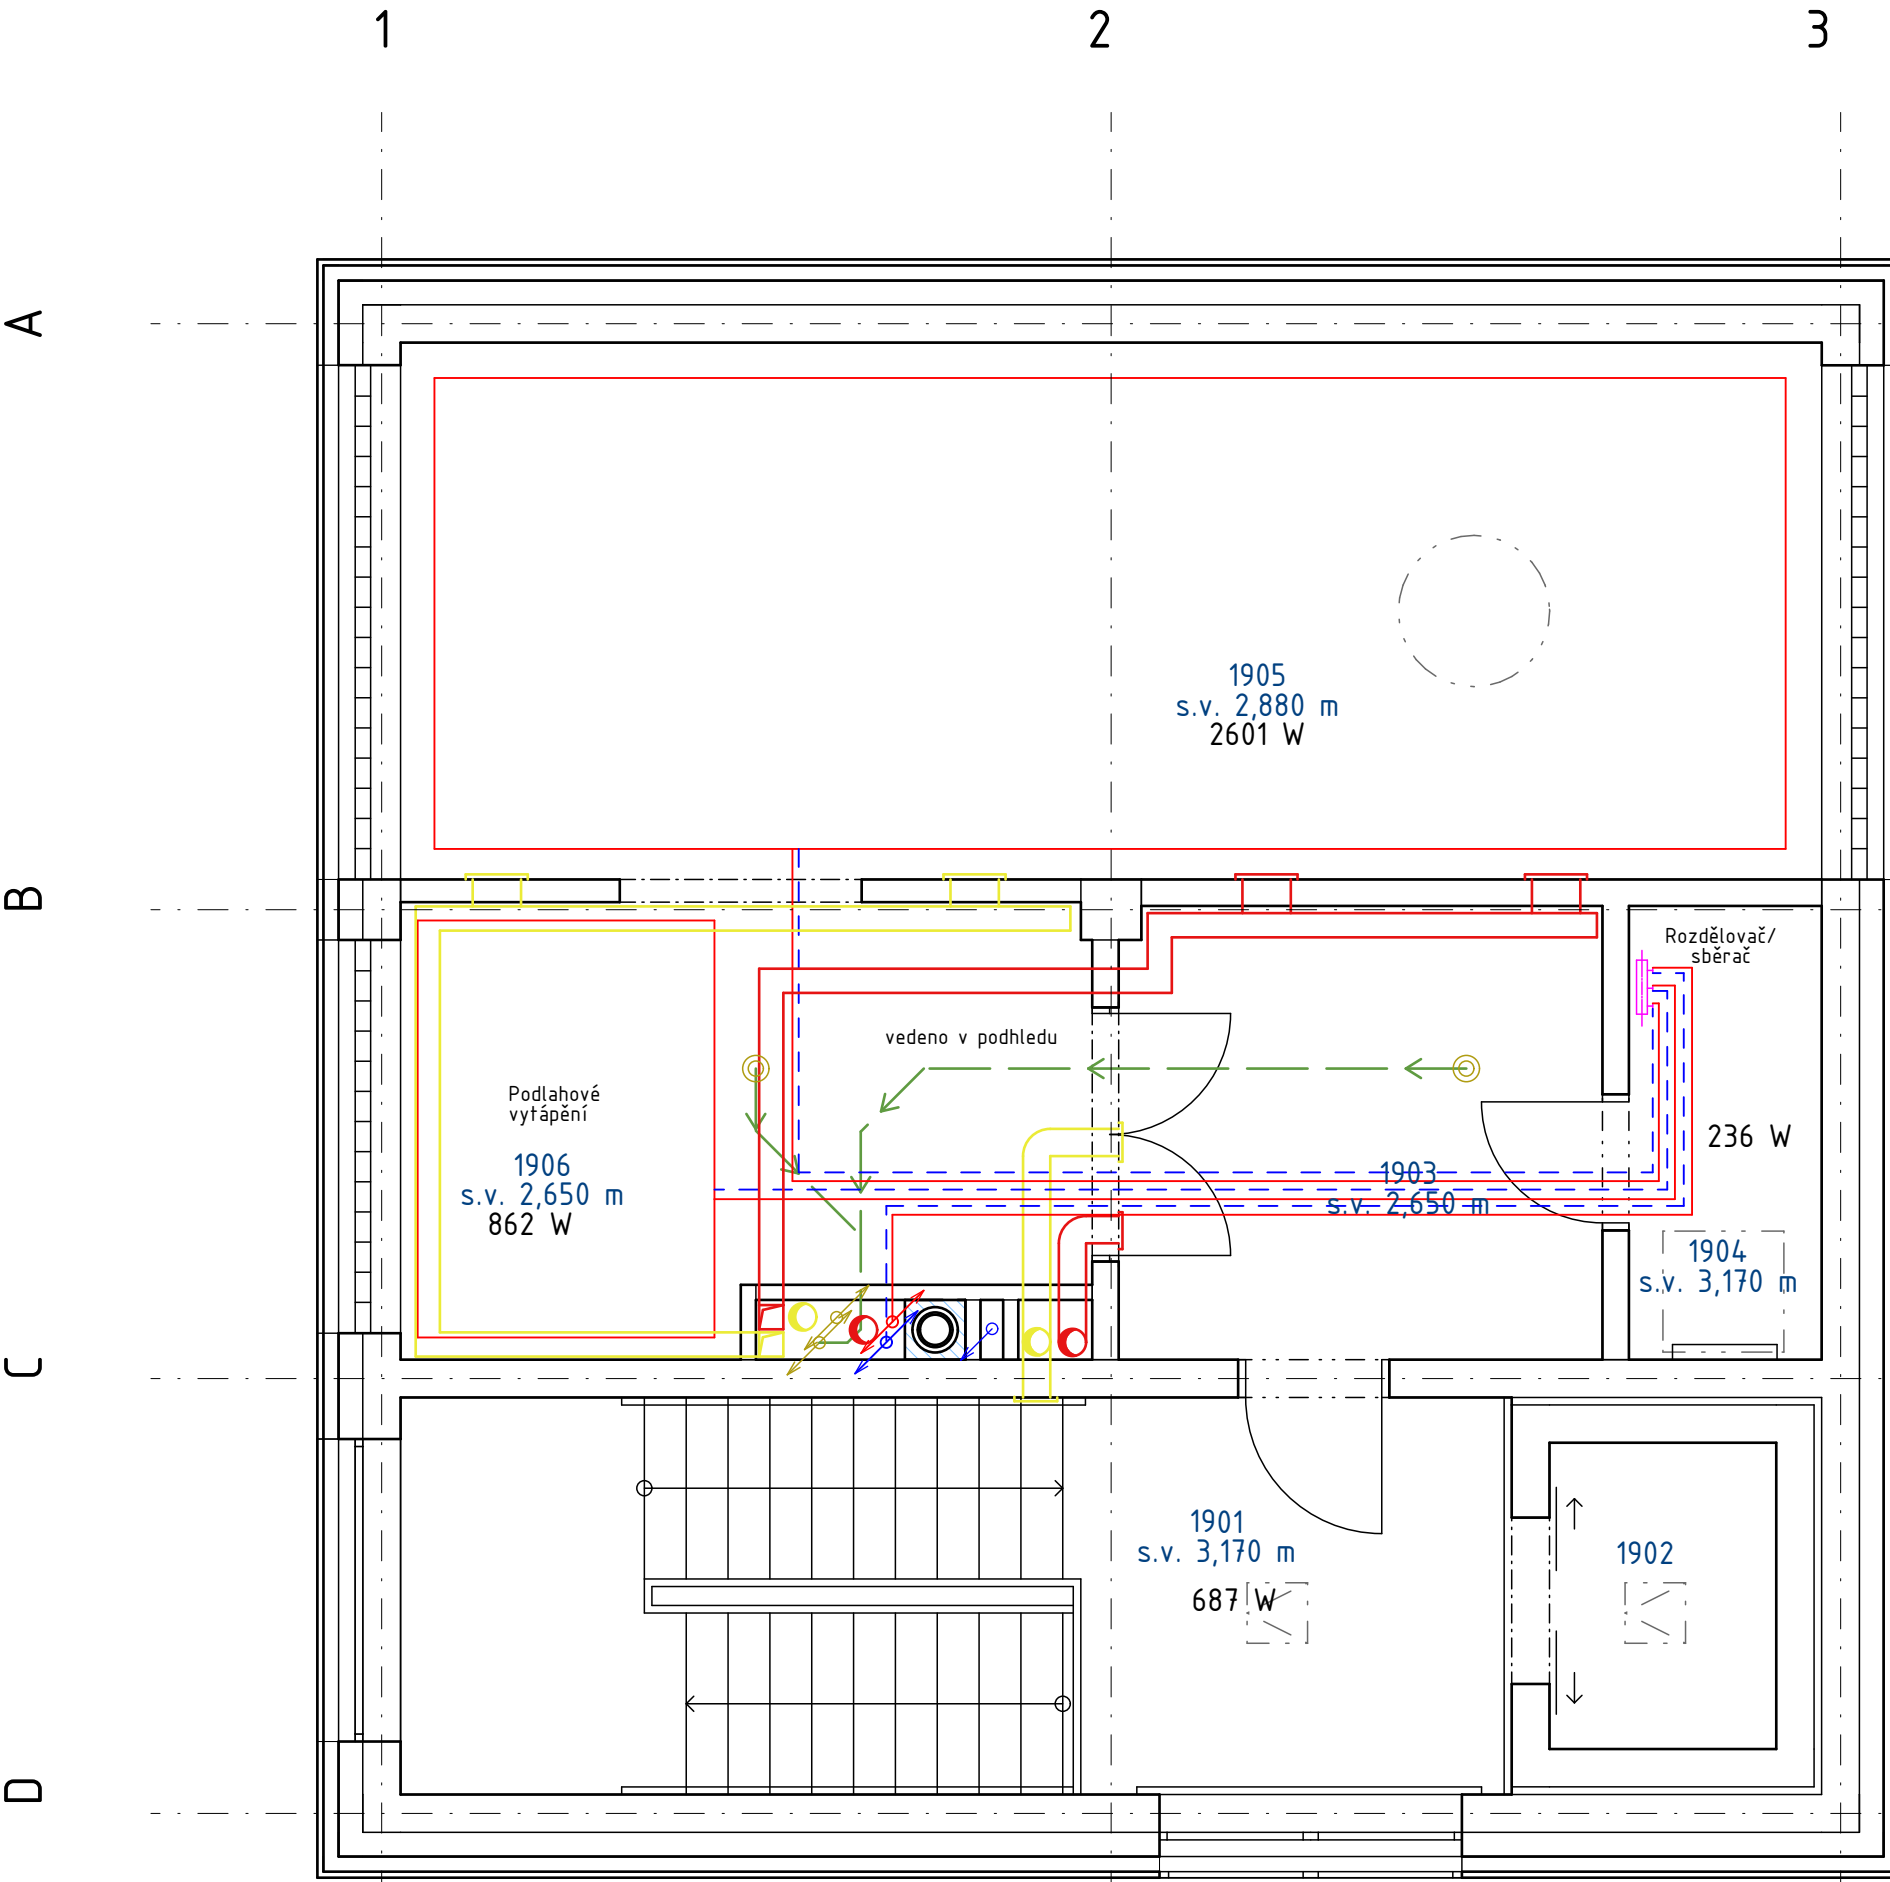 1
2
3
A
1905
s.v. 2,880 m
2601 W
B
Rozdělovač/
sběrač
vedeno v podhledu
Podlahové
vytápění
236 W
1906
s.v. 2,650 m
862 W
1903
s.v. 2,650 m
1904
s.v. 3,170 m
C
1901
s.v. 3,170 m
687 W
1902
D